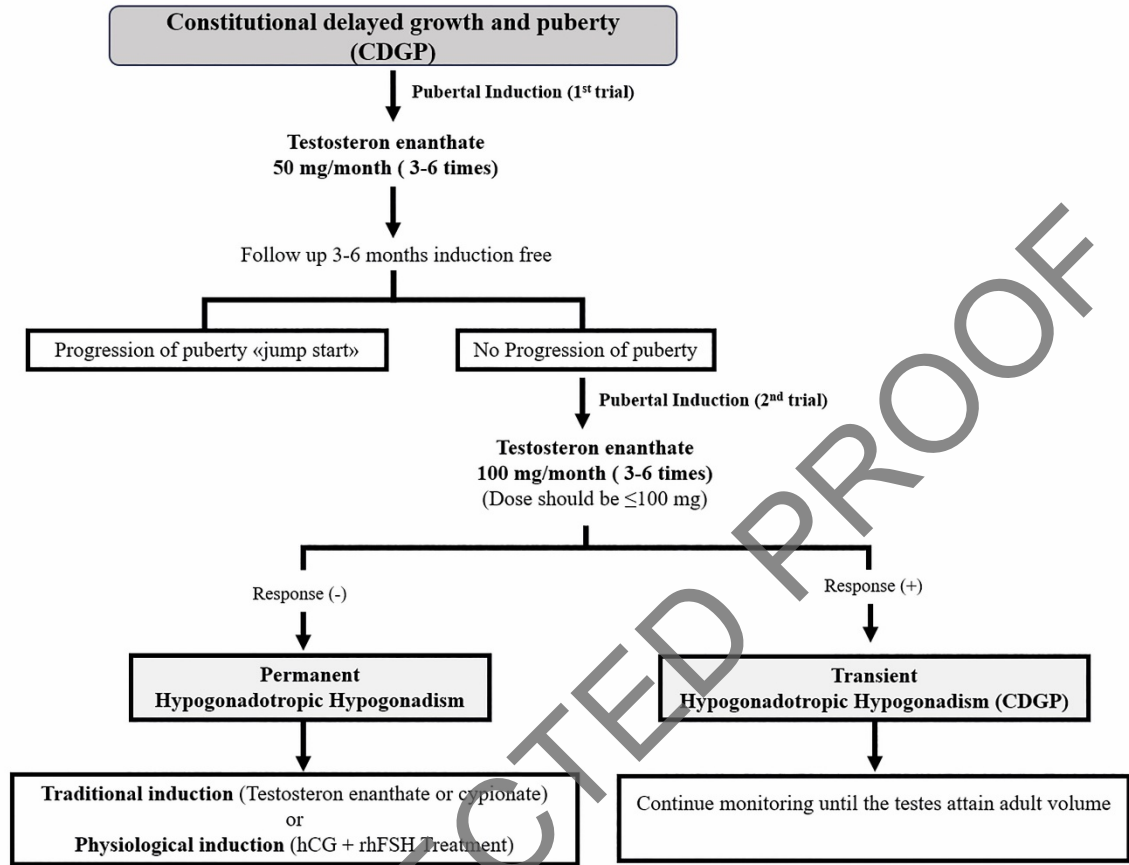 Constitutional delayed growth and puberty
(CDGP)
Pubertal Induction (1st trial)
Testosteron enanthate
50 mg/month ( 3-6 times)
Follow up 3-6 months induction free
Progression of puberty «jump start»
No Progression of puberty
Pubertal Induction (2nd trial)
Testosteron enanthate
100 mg/month ( 3-6 times)
(Dose should be ≤100 mg)
Response (-)
Response (+)
Permanent
Hypogonadotropic Hypogonadism
Transient
Hypogonadotropic Hypogonadism (CDGP)
Traditional induction (Testosteron enanthate or cypionate)
or
Physiological induction (hCG + rhFSH Treatment)
Continue monitoring until the testes attain adult volume
CTED PROOF